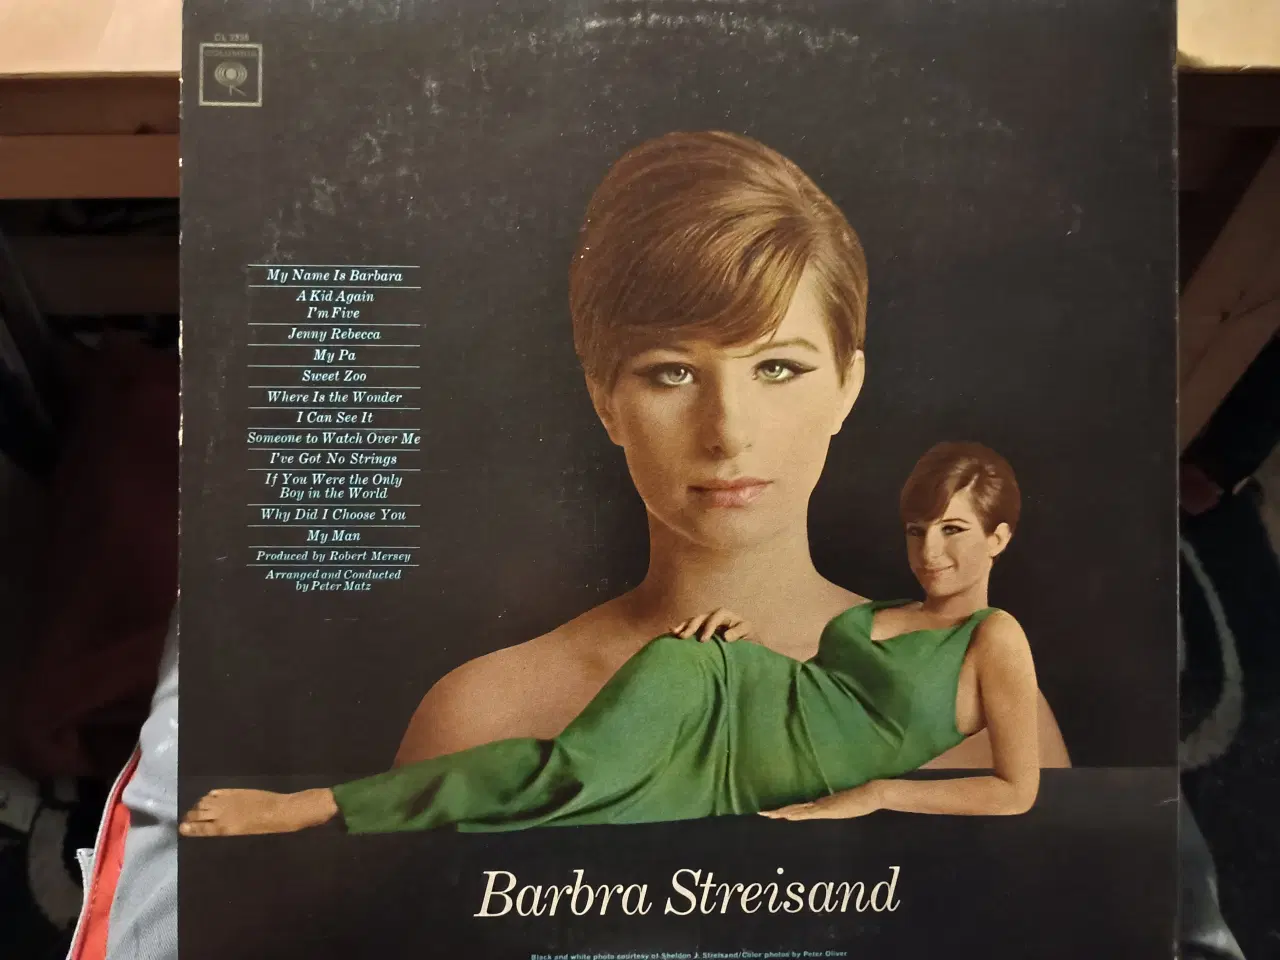 COLUMBIA
My Name Is Barbara
A Kid Again
I'm Five
Jenny Rebecca
My Pa
Sweet Zoo
Where Is the Wonder
I Can See It
Someone to Watch Over Me
I've Got No Strings
If You Were the Only
Boy in the World
Why Did I Choose You
My Man
Produced by Robert Mersey
Arranged and Conducted
by Peter Matz
Barbra Streisand
Black and white photo courtesy of Sheldon J. Streisand/Color photos by Peter Oliver